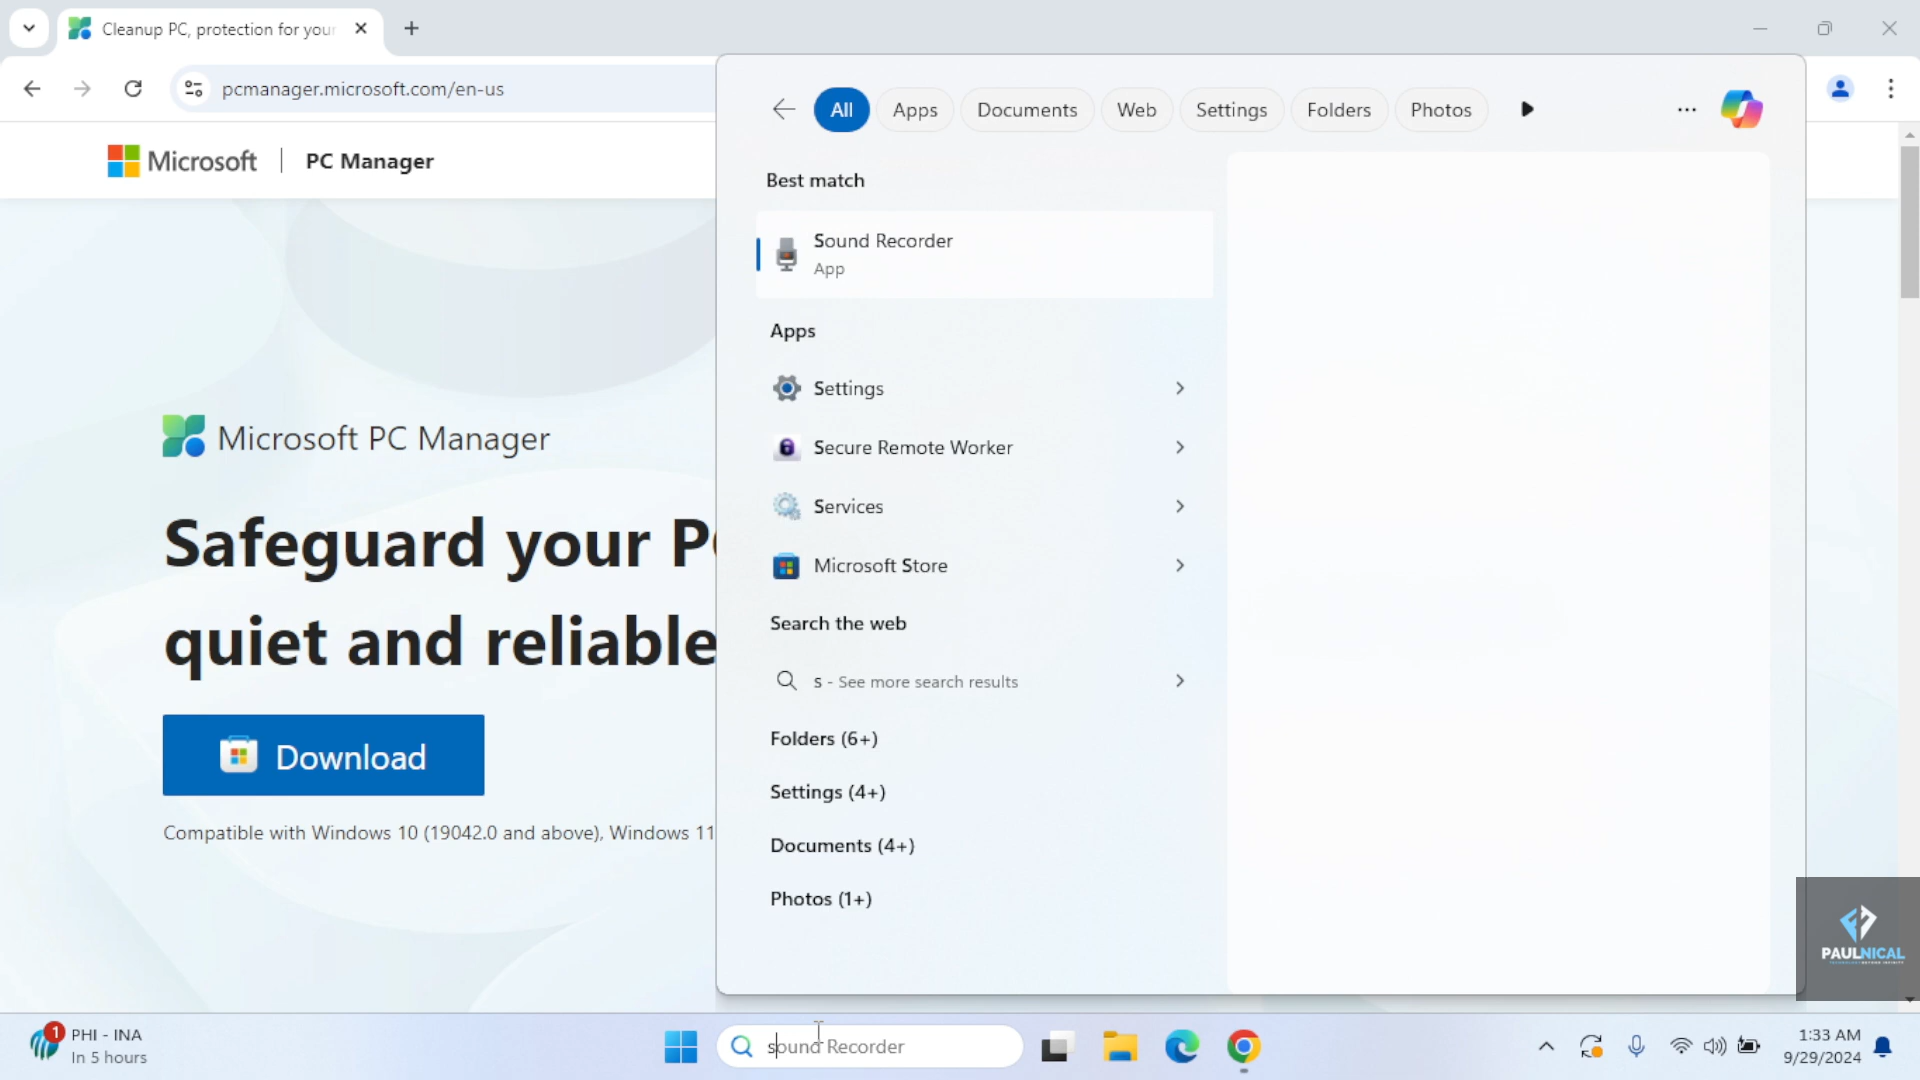 Cleanup PC, protection for your
pcmanager.microsoft.com/en-us
Microsoft
PC Manager
Microsoft PC Manager
Safeguard your P
quiet and reliable
Download
Compatible with Windows 10 (19042.0 and above), Windows 11
All
Apps
Documents
Web
Settings
Folders
Photos
Best match
Sound Recorder
App
Apps
Settings
Secure Remote Worker
Services
Microsoft Store
Search the web
s - See more search results
Folders (6+)
Settings (4+)
Documents (4+)
Photos (1+)
PAULNICAL
1
PHI - INA
In 5 hours
sound Recorder
1:33 AM
9/29/2024